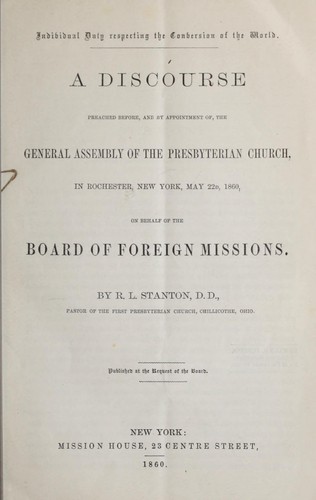 Individual Duty respecting the Conversion of the World.
A DISCOURSE
PREACHED BEFORE, AND BY APPOINTMENT OF, THE
GENERAL ASSEMBLY OF THE PRESBYTERIAN CHURCH,
IN ROCHESTER, NEW YORK, MAY 22D, 1860,
ON BEHALF OF THE
BOARD OF FOREIGN MISSIONS.
BY R. L. STANTON, D. D.,
PASTOR OF THE FIRST PRESBYTERIAN CHURCH, CHILLICOTHE, OHIO.
Published at the Request of the Board.
NEW YORK:
MISSION HOUSE, 23 CENTRE STREET,
1860.